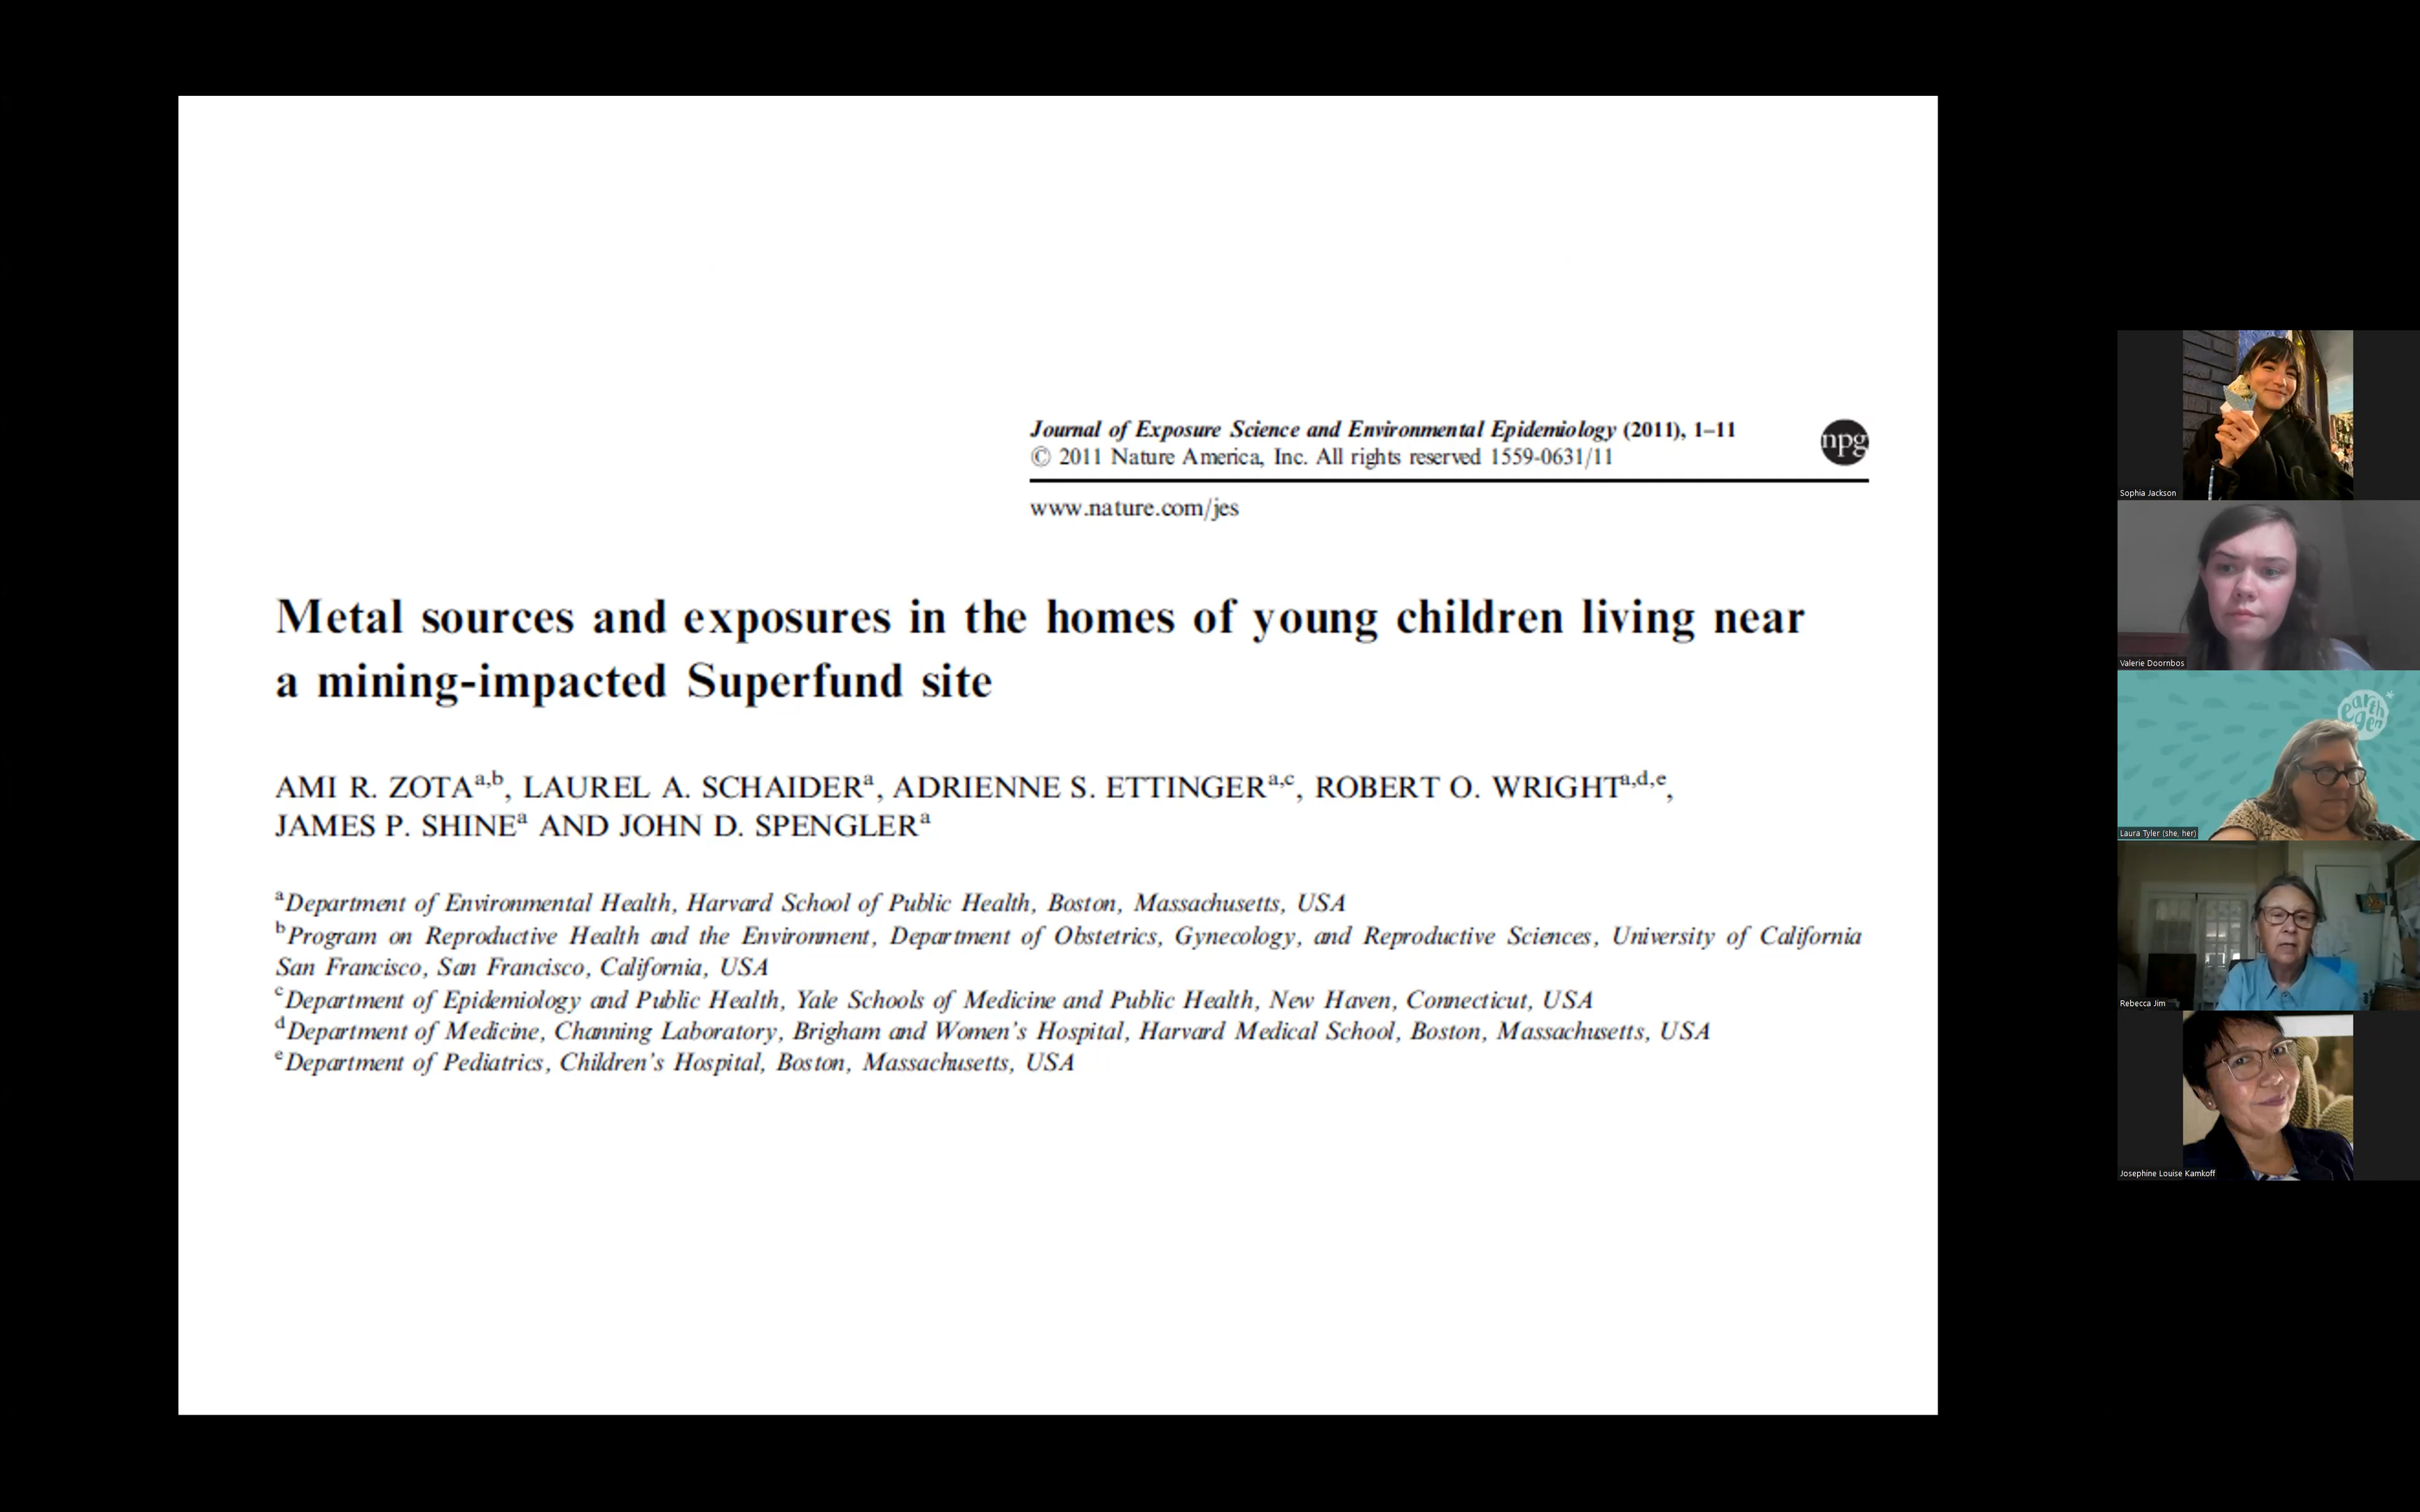 Journal of Exposure Science and Environmental Epidemiology (2011), 1–11
© 2011 Nature America, Inc. All rights reserved 1559-0631/11
npg
www.nature.com/jes
Metal sources and exposures in the homes of young children living near
a mining-impacted Superfund site
AMI R. ZOTAa,b, LAUREL A. SCHAIDERa, ADRIENNE S. ETTINGERa,c, ROBERT O. WRIGHTa,d,e,
JAMES P. SHINEa AND JOHN D. SPENGLERa
aDepartment of Environmental Health, Harvard School of Public Health, Boston, Massachusetts, USA
bProgram on Reproductive Health and the Environment, Department of Obstetrics, Gynecology, and Reproductive Sciences, University of California
San Francisco, San Francisco, California, USA
cDepartment of Epidemiology and Public Health, Yale Schools of Medicine and Public Health, New Haven, Connecticut, USA
dDepartment of Medicine, Channing Laboratory, Brigham and Women's Hospital, Harvard Medical School, Boston, Massachusetts, USA
eDepartment of Pediatrics, Children's Hospital, Boston, Massachusetts, USA
Sophia Jackson
Valerie Doornbos
earth
gen
Laura Tyler (she, her)
Rebecca Jim
Josephine Louise Kamkoff